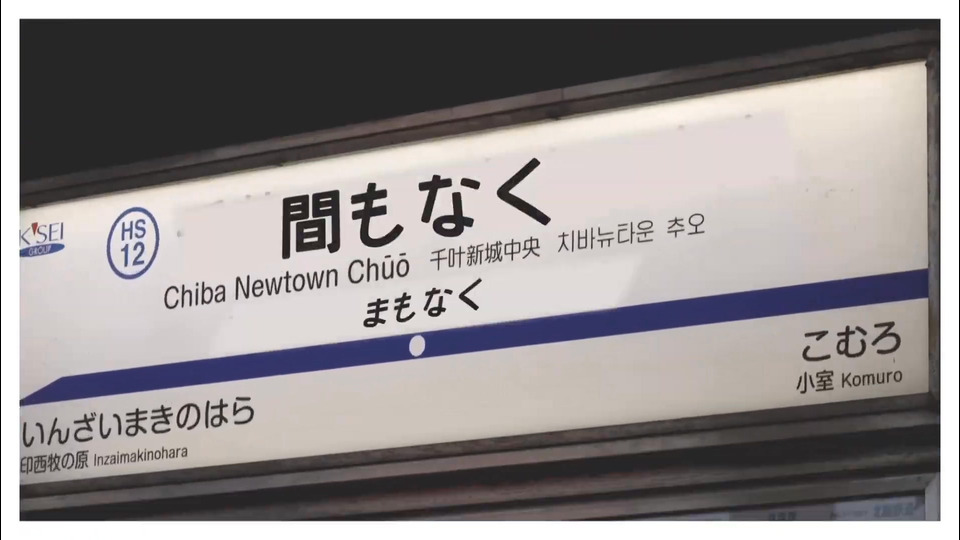 K'SEI
GROUP
HS
12
間もなく
Chiba Newtown Chūō 千叶新城中央 치바뉴타운 추오
まもなく
いんざいまきのはら
印西牧の原 Inzaimakinohara
こむろ
小室 Komuro